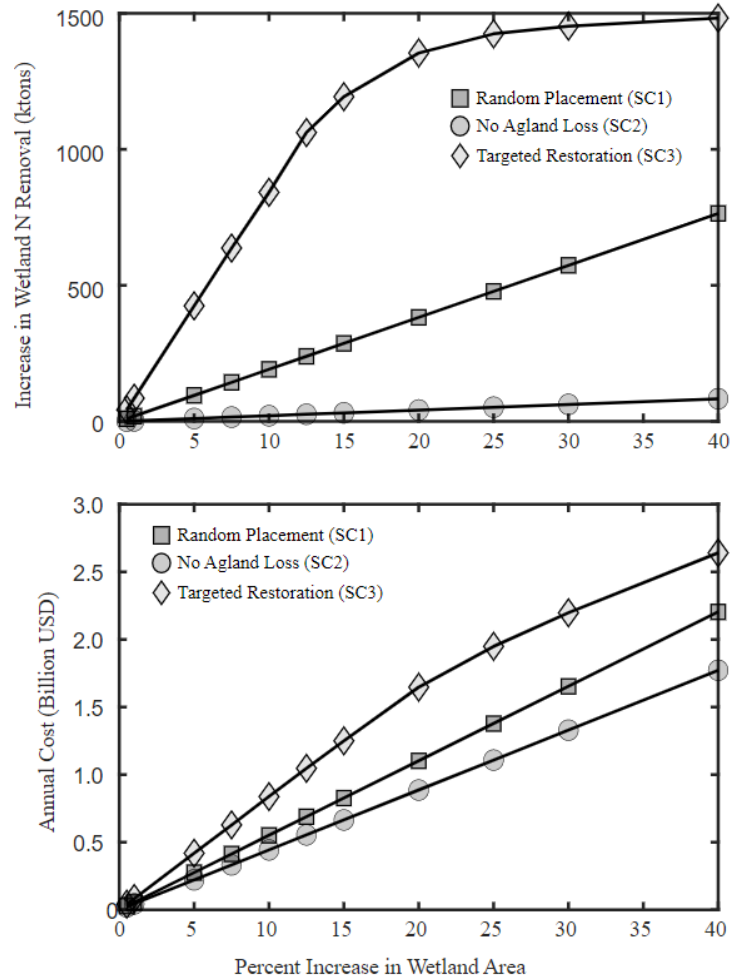 1500
1000
500
0
Increase in Wetland N Removal (ktons)
Random Placement (SC1)
No Agland Loss (SC2)
Targeted Restoration (SC3)
0 5 10 15 20 25 30 35 40
3.0
2.5
2.0
1.5
1.0
0.5
0
Annual Cost (Billion USD)
Random Placement (SC1)
No Agland Loss (SC2)
Targeted Restoration (SC3)
0 5 10 15 20 25 30 35 40
Percent Increase in Wetland Area